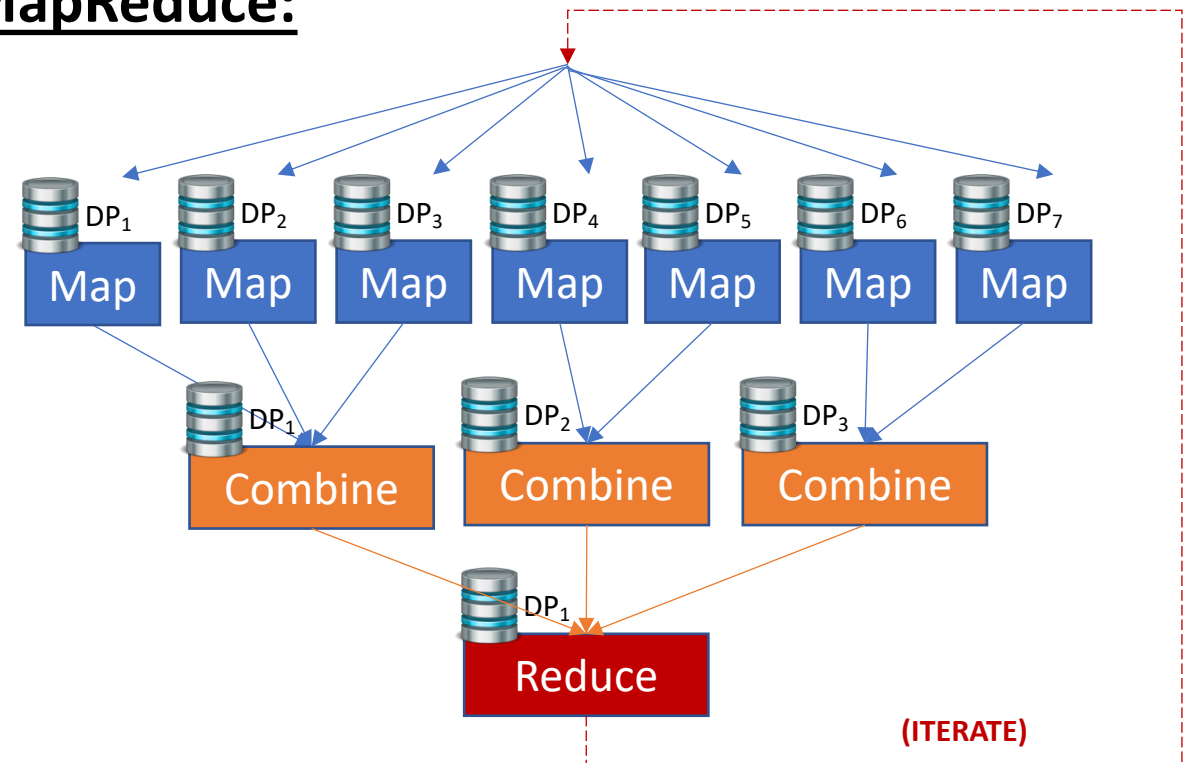 MapReduce:
DP₁ DP₂ DP₃ DP₄ DP₅ DP₆ DP₇
Map Map Map Map Map Map Map
DP₁ DP₂ DP₃
Combine Combine Combine
DP₁
Reduce
(ITERATE)